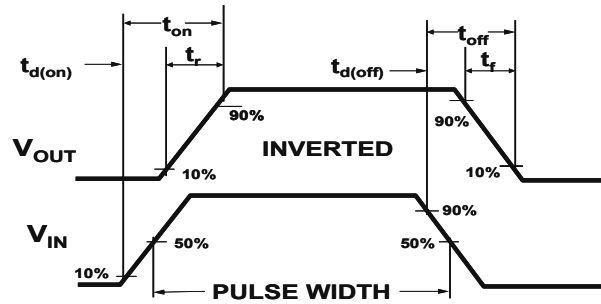 ton toff
td(on) tr td(off) tf
90% 90%
VOUT INVERTED
10% 10%
VIN 90%
50% 50%
10%
PULSE WIDTH